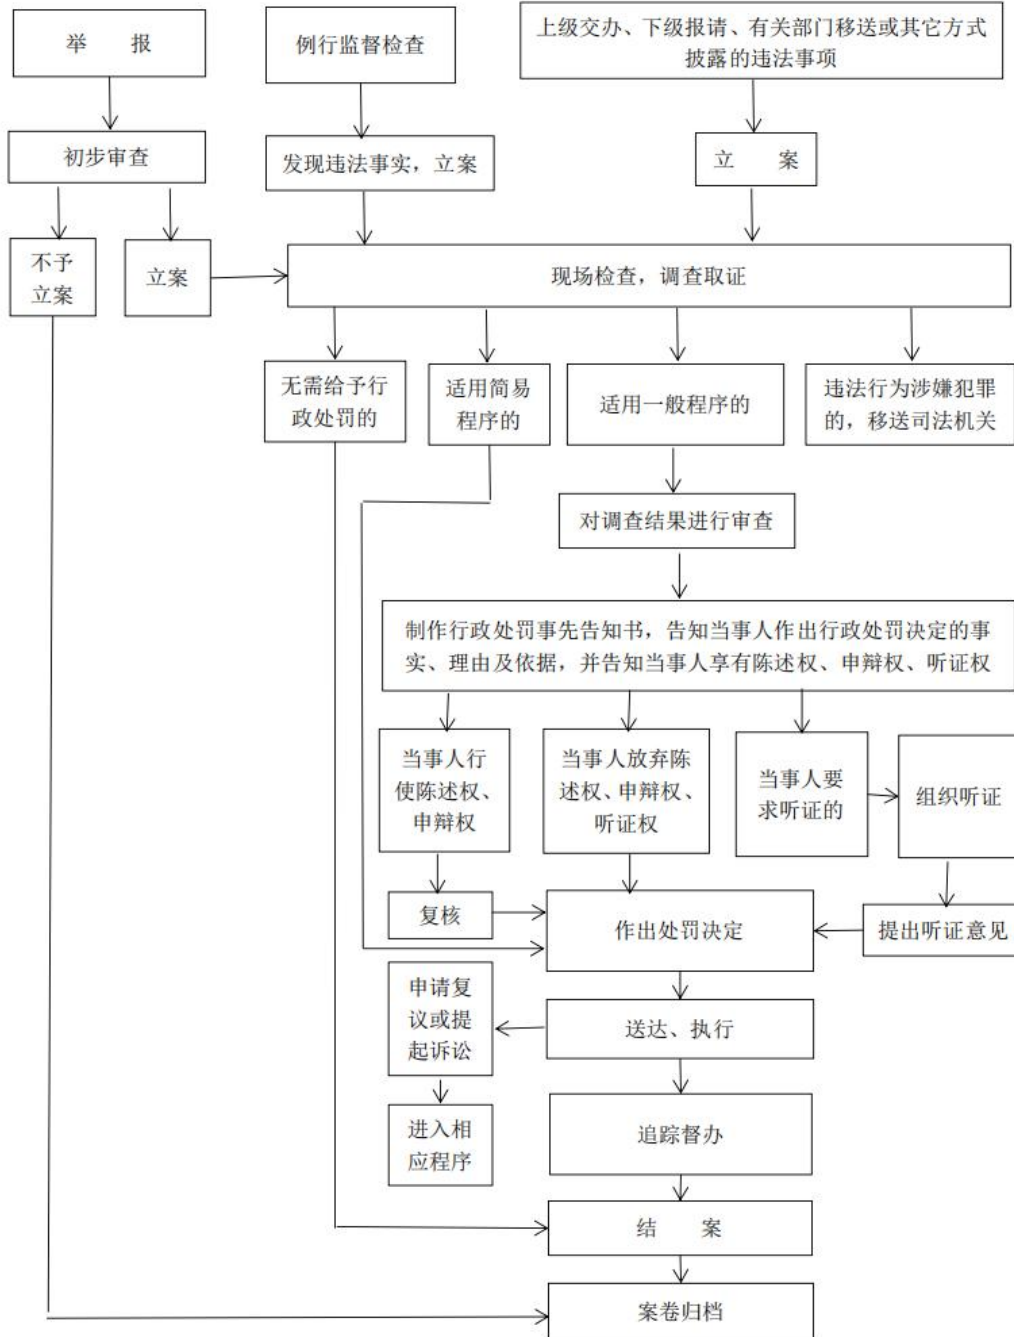 举 报
例行监督检查
上级交办、下级报请、有关部门移送或其它方式
披露的违法事项
初步审查
发现违法事实，立案
立 案
不予
立案
立案
现场检查，调查取证
无需给予行
政处罚的
适用简易
程序的
适用一般程序的
违法行为涉嫌犯罪
的，移送司法机关
对调查结果进行审查
制作行政处罚事先告知书，告知当事人作出行政处罚决定的事
实、理由及依据，并告知当事人享有陈述权、申辩权、听证权
当事人行
使陈述权、
申辩权
当事人放弃陈
述权、申辩权、
听证权
当事人要
求听证的
组织听证
复核
作出处罚决定
提出听证意见
申请复
议或提
起诉讼
送达、执行
进入相
应程序
追踪督办
结 案
案卷归档